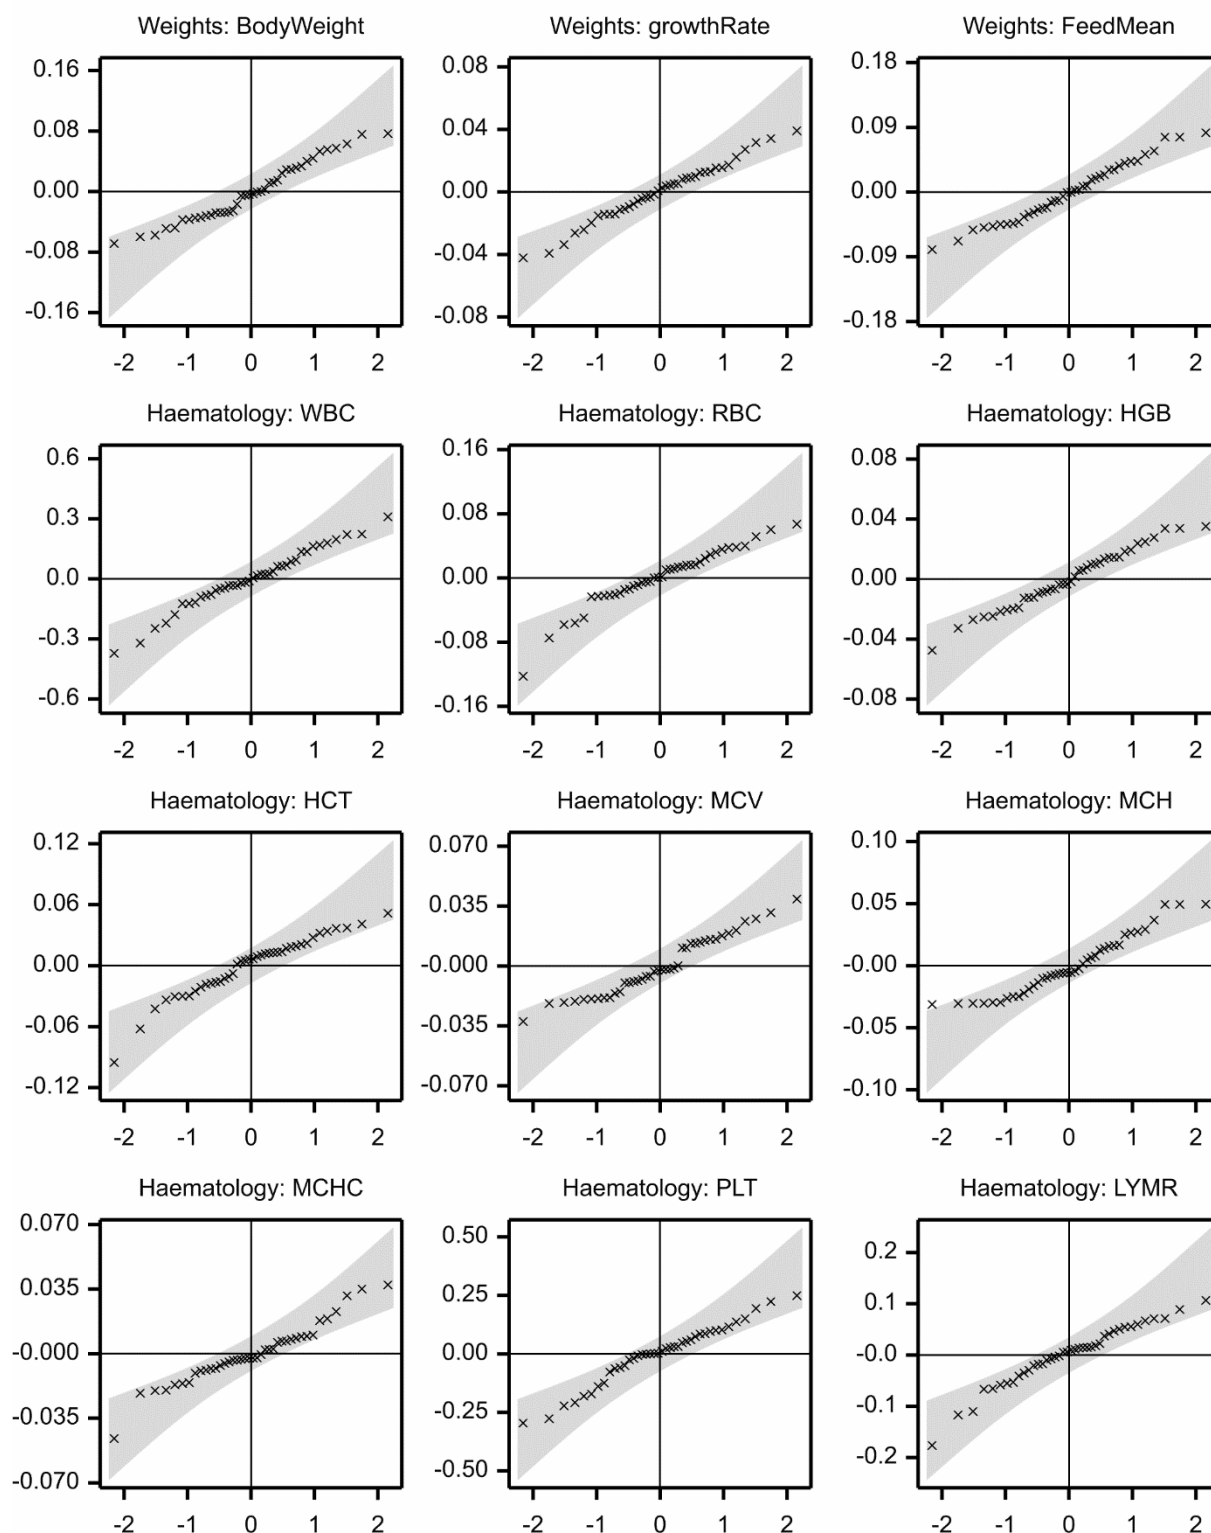 Weights: BodyWeight
Weights: growthRate
Weights: FeedMean
0.16
0.08
0.00
-0.08
-0.16
-2 -1 0 1 2
0.08
0.04
0.00
-0.04
-0.08
-2 -1 0 1 2
0.18
0.09
0.00
-0.09
-0.18
-2 -1 0 1 2
Haematology: WBC
Haematology: RBC
Haematology: HGB
0.6
0.3
0.0
-0.3
-0.6
-2 -1 0 1 2
0.16
0.08
0.00
-0.08
-0.16
-2 -1 0 1 2
0.08
0.04
0.00
-0.04
-0.08
-2 -1 0 1 2
Haematology: HCT
Haematology: MCV
Haematology: MCH
0.12
0.06
0.00
-0.06
-0.12
-2 -1 0 1 2
0.070
0.035
-0.000
-0.035
-0.070
-2 -1 0 1 2
0.10
0.05
-0.00
-0.05
-0.10
-2 -1 0 1 2
Haematology: MCHC
Haematology: PLT
Haematology: LYMR
0.070
0.035
-0.000
-0.035
-0.070
-2 -1 0 1 2
0.50
0.25
0.00
-0.25
-0.50
-2 -1 0 1 2
0.2
0.1
-0.0
-0.1
-0.2
-2 -1 0 1 2